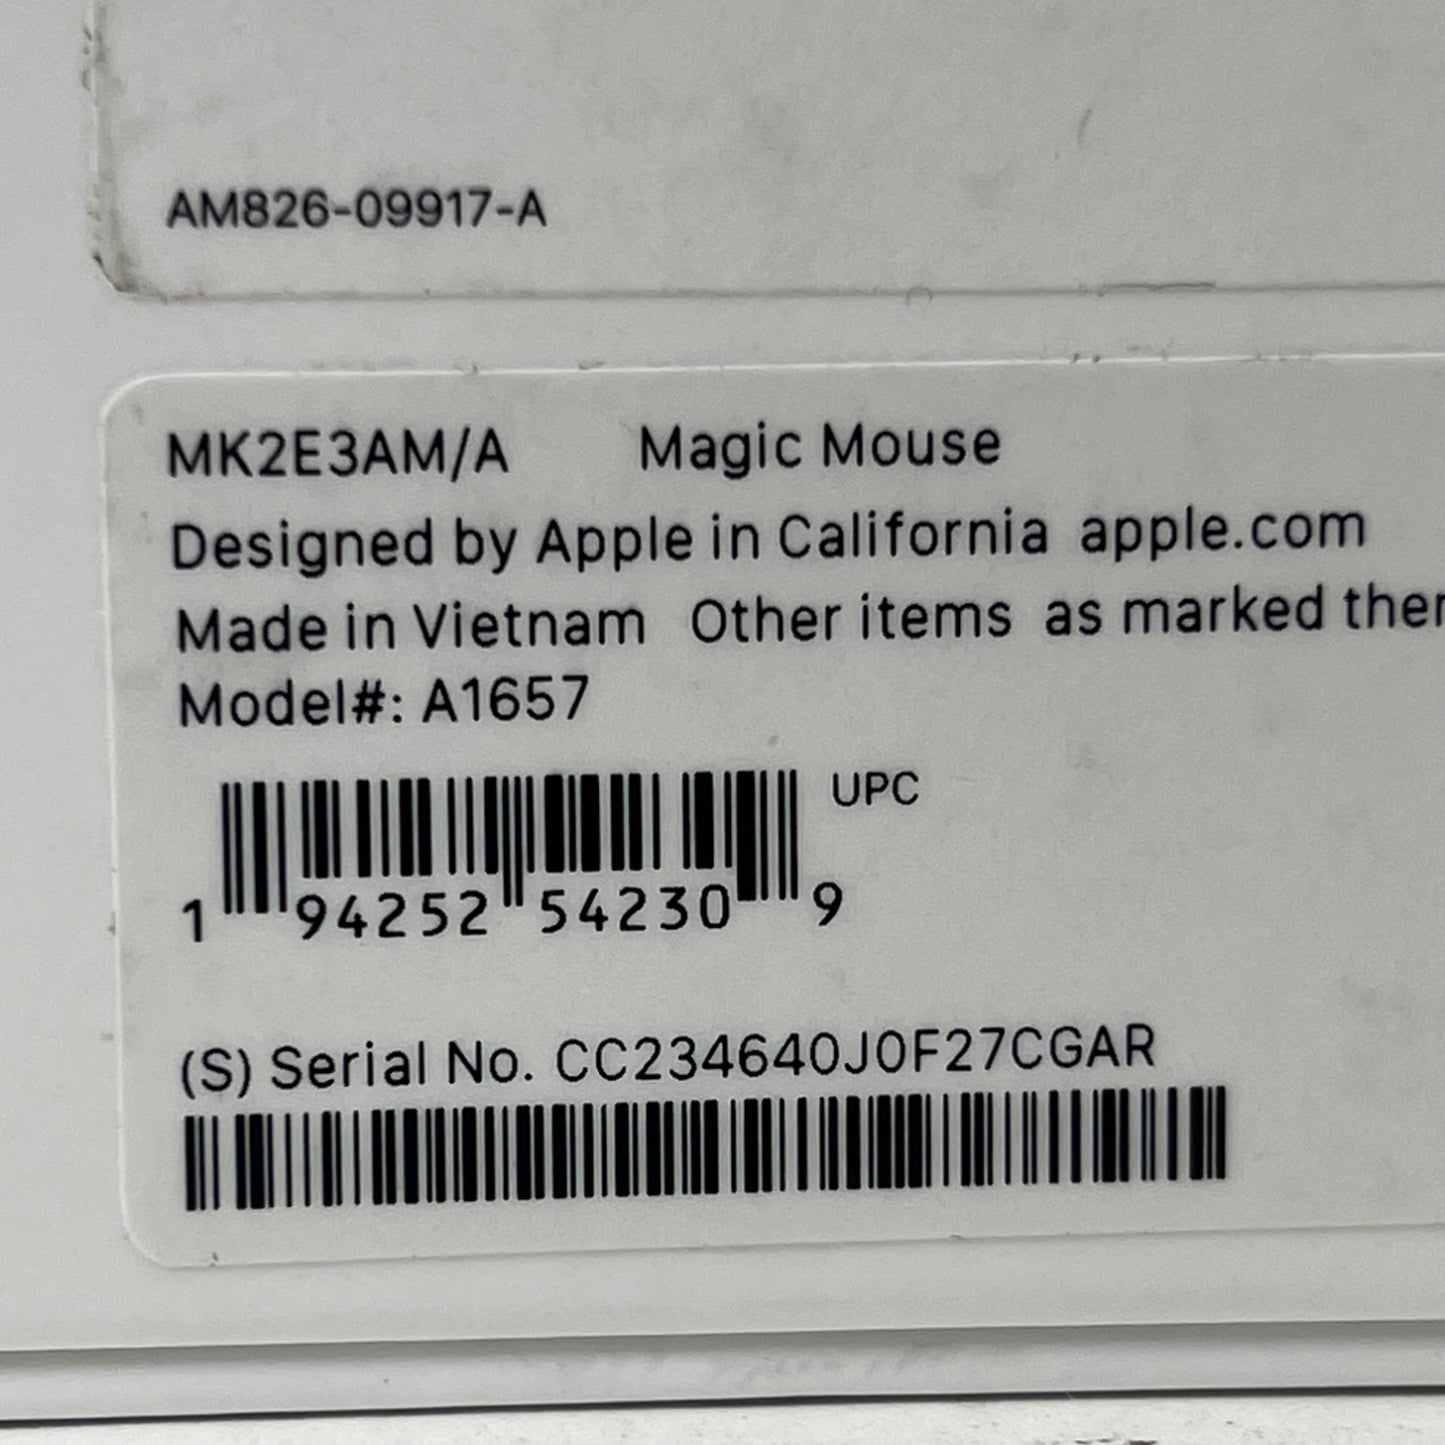 AM826-09917-A
MK2E3AM/A Magic Mouse
Designed by Apple in California apple.com
Made in Vietnam Other items as marked
Model#: A1657
UPC
1 94252 54230 9
(S) Serial No. CC234640J0F27CGAR